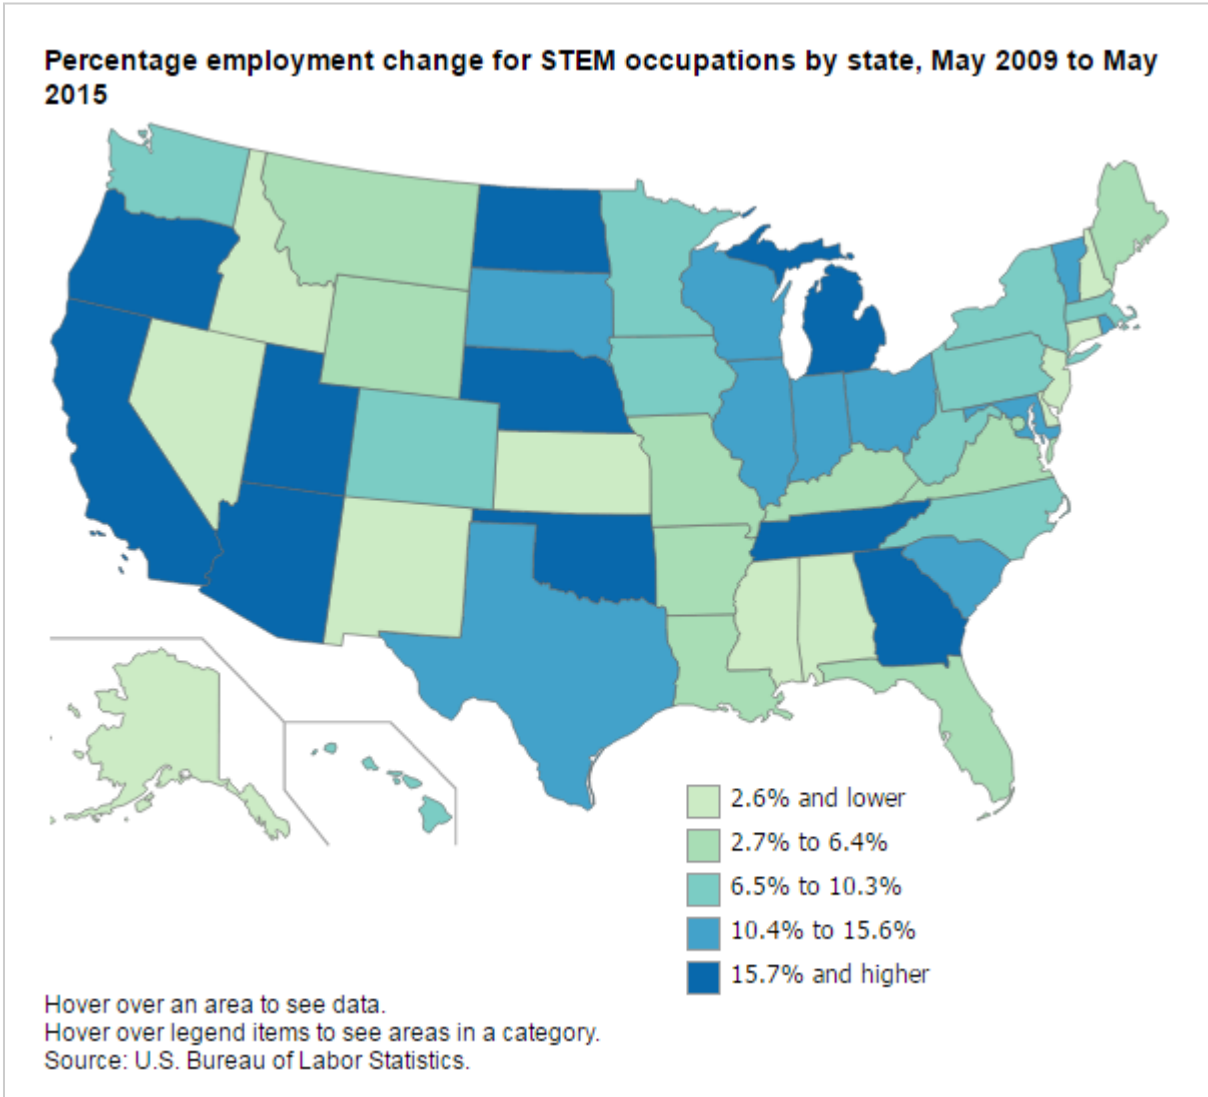 Percentage employment change for STEM occupations by state, May 2009 to May
2015
2.6% and lower
2.7% to 6.4%
6.5% to 10.3%
10.4% to 15.6%
15.7% and higher
Hover over an area to see data.
Hover over legend items to see areas in a category.
Source: U.S. Bureau of Labor Statistics.